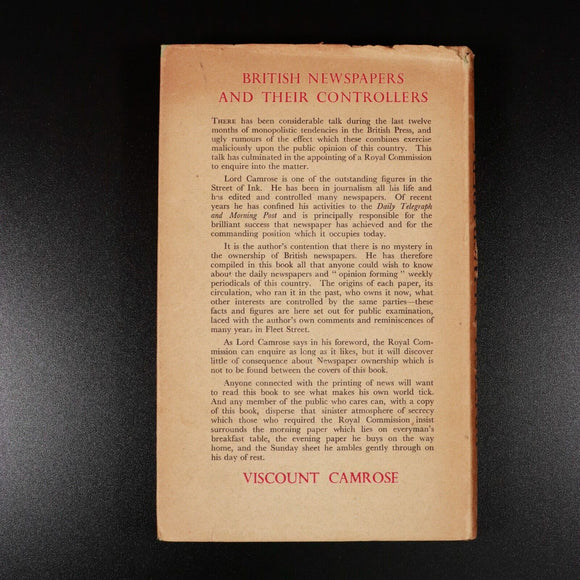 BRITISH NEWSPAPERS
AND THEIR CONTROLLERS
THERE has been considerable talk during the last twelve
months of monopolistic tendencies in the British Press, and
ugly rumours of the effect which these combines exercise
maliciously upon the public opinion of this country. This
talk has culminated in the appointing of a Royal Commission
to enquire into the matter.
Lord Camrose is one of the outstanding figures in the
Street of Ink. He has been in journalism all his life and
has edited and controlled many newspapers. Of recent
years he has confined his activities to the Daily Telegraph
and Morning Post and is principally responsible for the
brilliant success that newspaper has achieved and for the
commanding position which it occupies today.
It is the author's contention that there is no mystery in
the ownership of British newspapers. He has therefore
compiled in this book all that anyone could wish to know
about the daily newspapers and " opinion forming " weekly
periodicals of this country. The origins of each paper, its
circulation, who ran it in the past, who owns it now, what
other interests are controlled by the same parties—these
facts and figures are here set out for public examination,
laced with the author's own comments and reminiscences of
many years in Fleet Street.
As Lord Camrose says in his foreword, the Royal Com-
mission can enquire as long as it likes, but it will discover
little of consequence about Newspaper ownership which is
not to be found between the covers of this book.
Anyone connected with the printing of news will want
to read this book to see what makes his own world tick.
And any member of the public who cares can, with a copy
of this book, disperse that sinister atmosphere of secrecy
which those who required the Royal Commission insist
surrounds the morning paper which lies on everyman's
breakfast table, the evening paper he buys on the way
home, and the Sunday sheet he ambles gently through on
his day of rest.
VISCOUNT CAMROSE